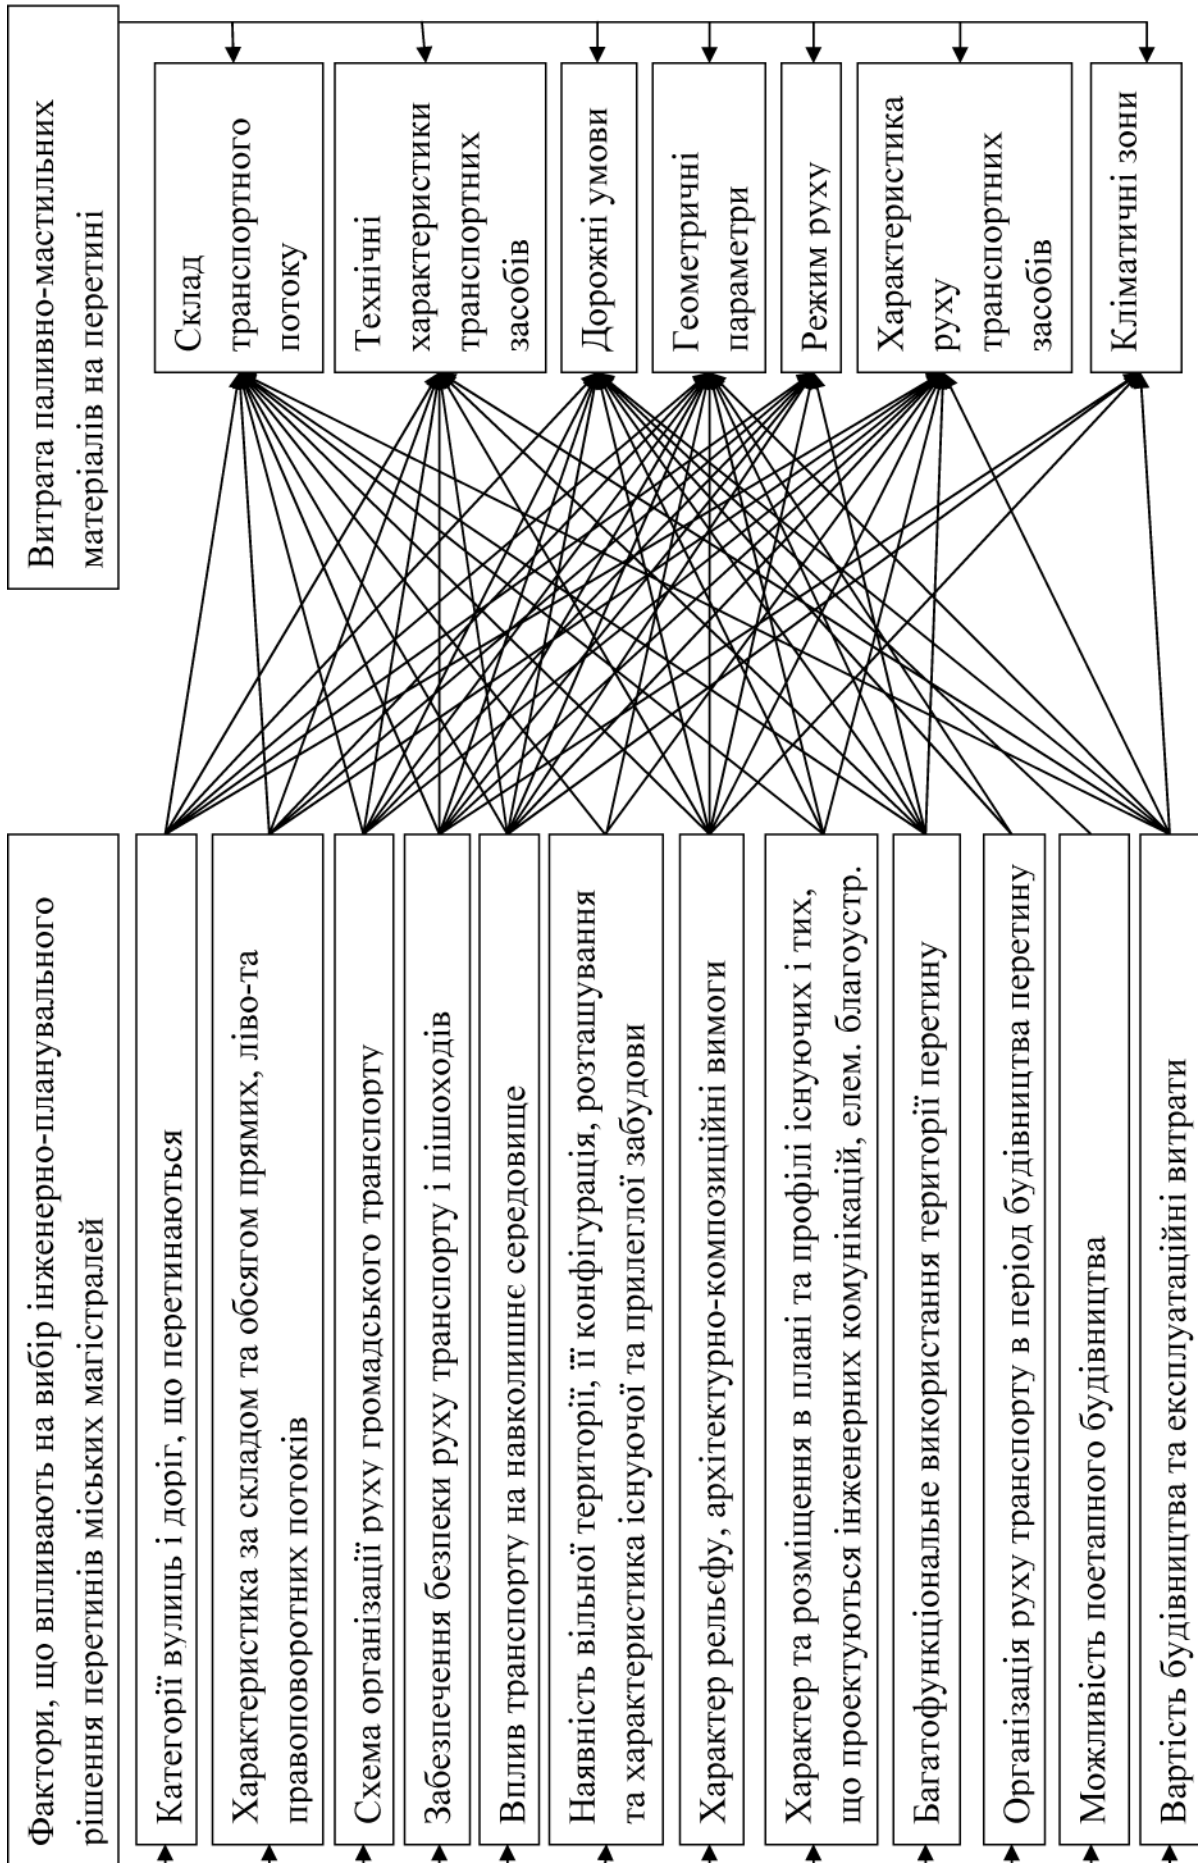 Фактори, що впливають на вибір інженерно-планувального
рішення перетинів міських магістралей
Категорії вулиць і доріг, що перетинаються
Характеристика за складом та обсягом прямих, ліво-та
правоповоротних потоків
Схема організації руху громадського транспорту
Забезпечення безпеки руху транспорту і пішоходів
Вплив транспорту на навколишнє середовище
Наявність вільної території, її конфігурація, розташування
та характеристика існуючої та прилеглої забудови
Характер рельєфу, архітектурно-композиційні вимоги
Характер та розміщення в плані та профілі існуючих і тих,
що проектуються інженерних комунікацій, елем. благоустр.
Багатофункціональне використання території перетину
Організація руху транспорту в період будівництва перетину
Можливість поетапного будівництва
Вартість будівництва та експлуатаційні витрати
Витрата паливно-мастильних
матеріалів на перетині
Склад
транспортного
потоку
Технічні
характеристики
транспортних
засобів
Дорожні умови
Геометричні
параметри
Режим руху
Характеристика
руху
транспортних
засобів
Кліматичні зони